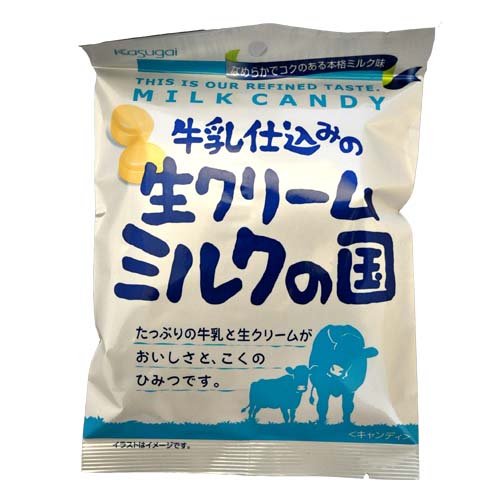 Kasugai
なめらかでコクのある本格ミルク味
THIS IS OUR REFINED TASTE.
MILK CANDY
牛乳仕込みの
生クリーム
ミルクの国
たっぷりの牛乳と生クリームが
おいしさと、こくの
ひみつです。
<キャンディ>
イラストはイメージです。